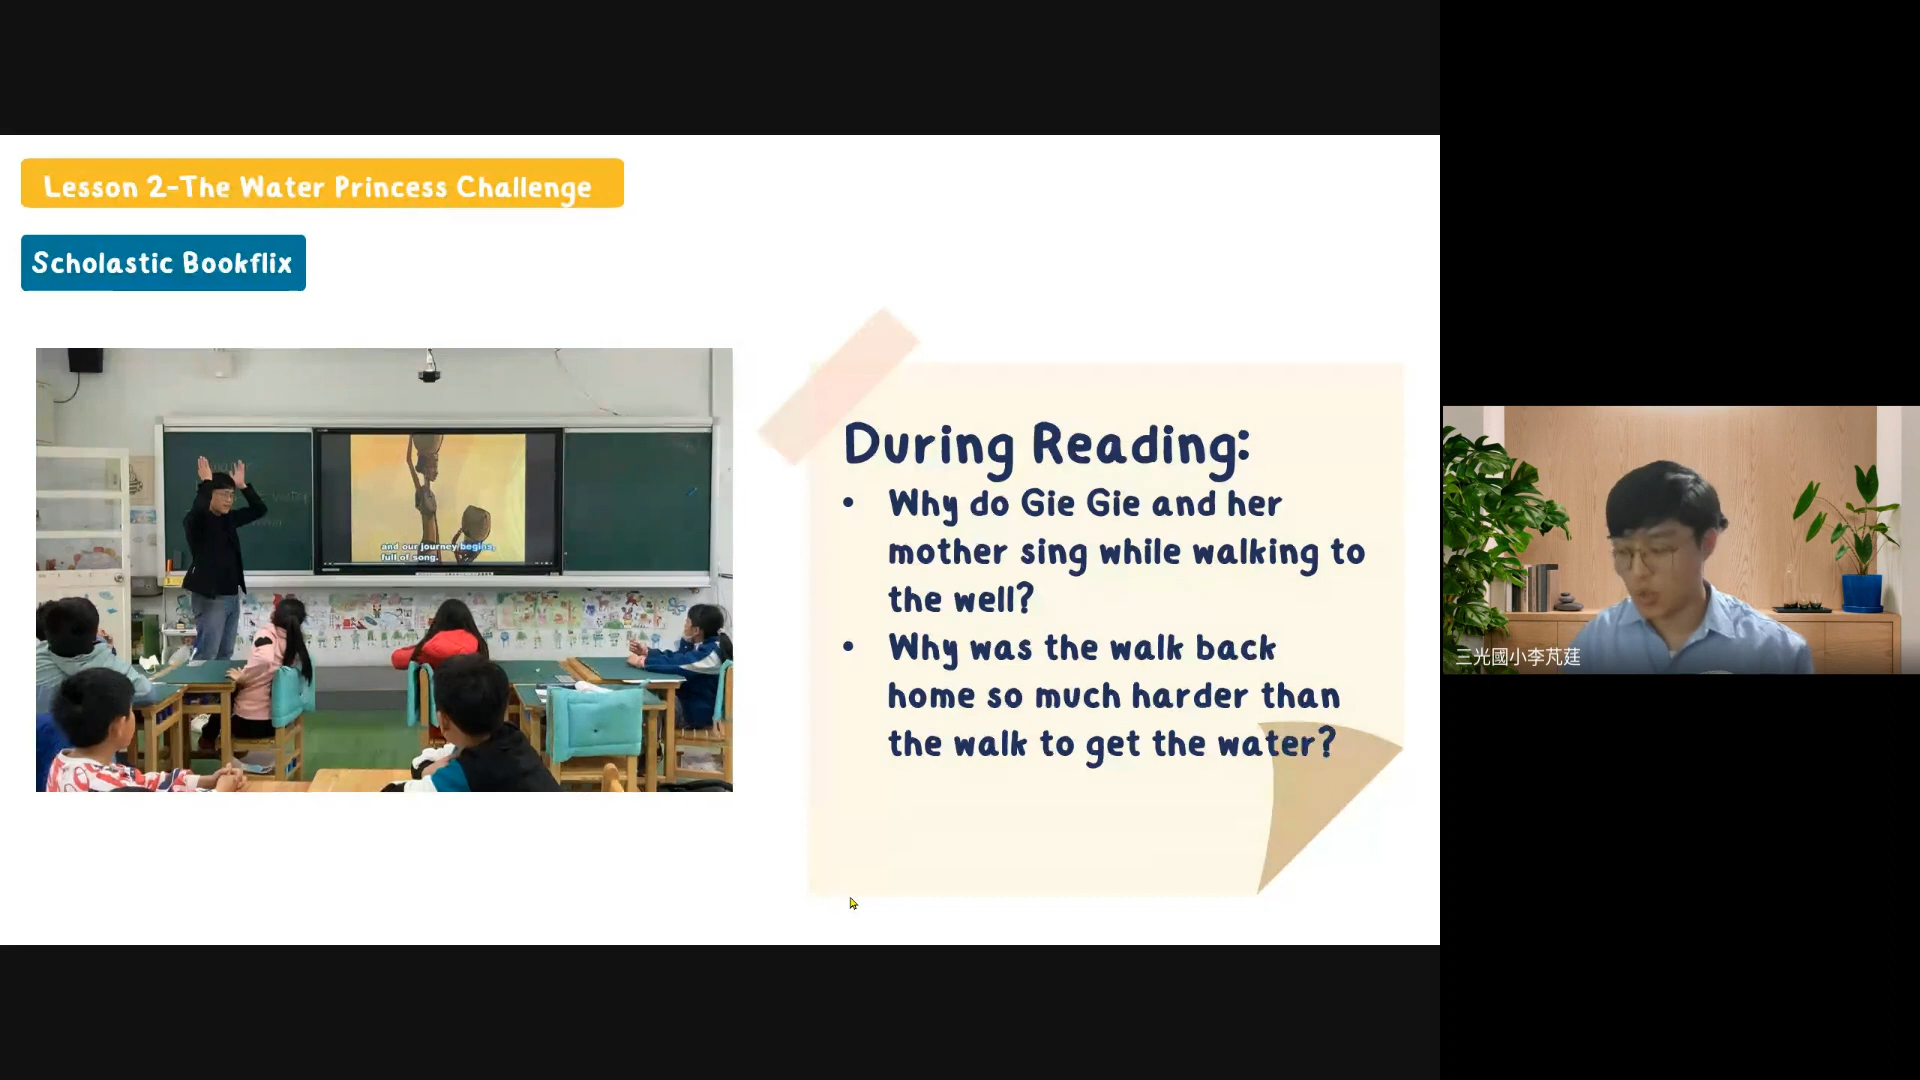 Lesson 2-The Water Princess Challenge
Scholastic Bookflix
and our journey begins,
full of song.
During Reading:
• Why do Gie Gie and her
mother sing while walking to
the well?
• Why was the walk back
home so much harder than
the walk to get the water?
三光國小李芃莛